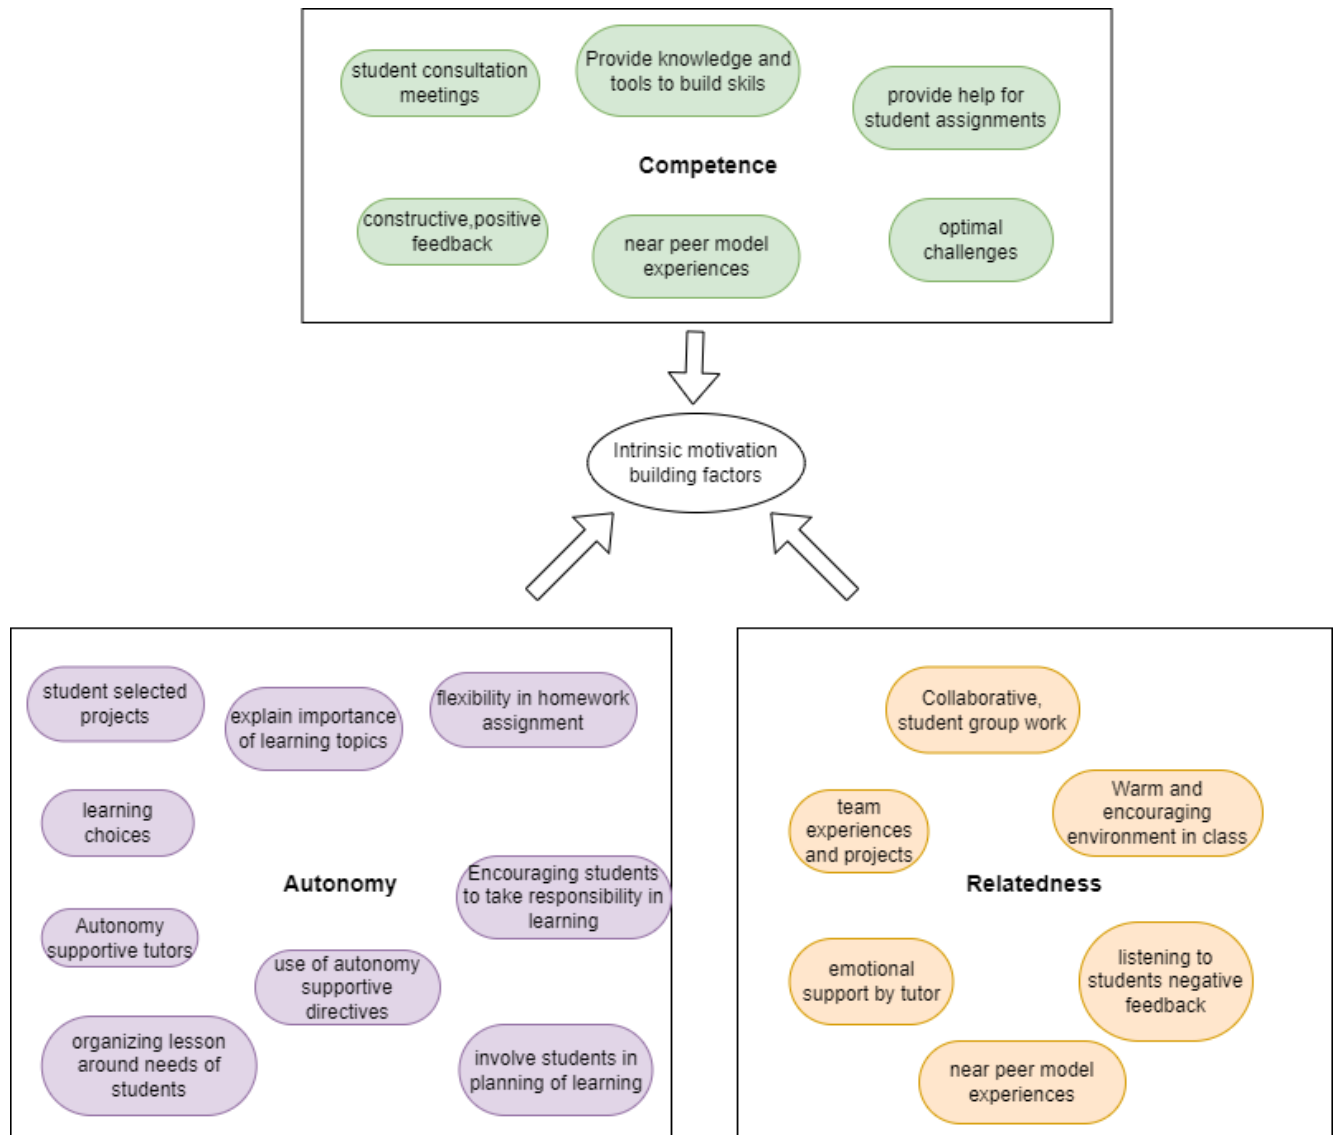 student consultation
meetings
Provide knowledge and
tools to build skils
provide help for
student assignments
Competence
constructive,positive
feedback
near peer model
experiences
optimal
challenges
Intrinsic motivation
building factors
student selected
projects
explain importance
of learning topics
flexibility in homework
assignment
learning
choices
Autonomy
Encouraging students
to take responsibility in
learning
Autonomy
supportive tutors
use of autonomy
supportive
directives
organizing lesson
around needs of
students
involve students in
planning of learning
Collaborative,
student group work
team
experiences
and projects
Warm and
encouraging
environment in class
Relatedness
emotional
support by tutor
listening to
students negative
feedback
near peer model
experiences